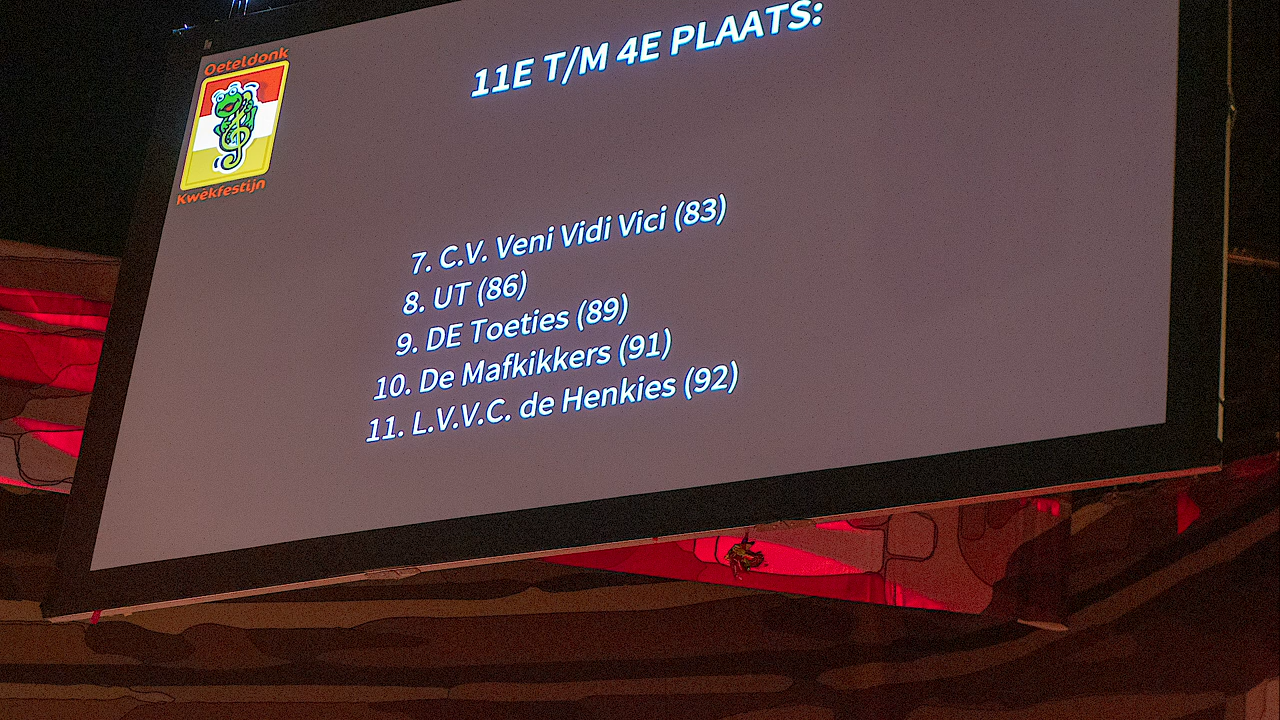 Oeteldonk
Kwekfestijn
11E T/M 4E PLAATS:
7. C.V. Veni Vidi Vici (83)
8. UT (86)
9. DE Toeties (89)
10. De Mafkikkers (91)
11. L.V.V.C. de Henkies (92)